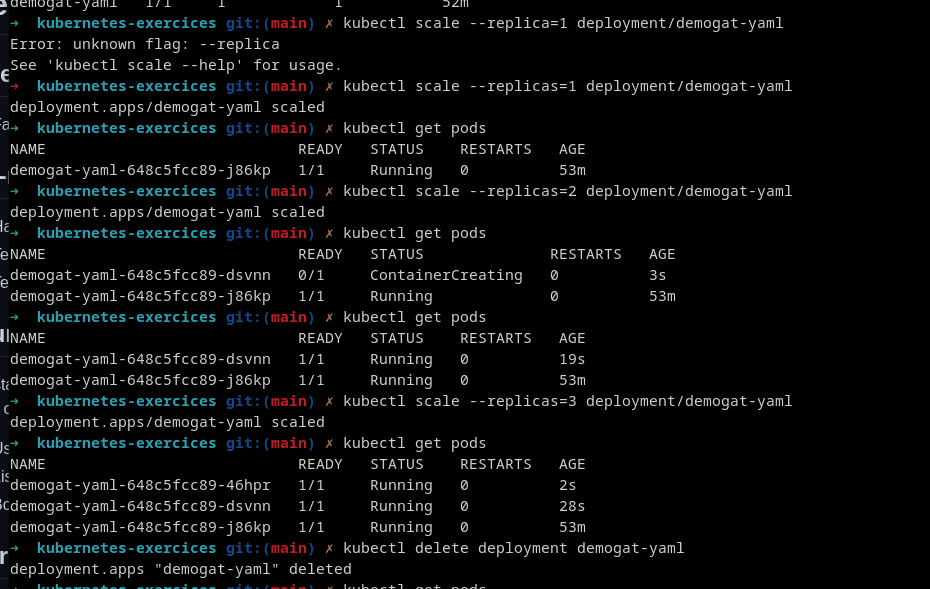 demogat-yaml   1/1     1            1           52m
➜  kubernetes-exercices git:(main) ✗ kubectl scale --replica=1 deployment/demogat-yaml
Error: unknown flag: --replica
See 'kubectl scale --help' for usage.
➜  kubernetes-exercices git:(main) ✗ kubectl scale --replicas=1 deployment/demogat-yaml
deployment.apps/demogat-yaml scaled
➜  kubernetes-exercices git:(main) ✗ kubectl get pods
NAME                            READY   STATUS    RESTARTS   AGE
demogat-yaml-648c5fcc89-j86kp   1/1     Running   0          53m
➜  kubernetes-exercices git:(main) ✗ kubectl scale --replicas=2 deployment/demogat-yaml
deployment.apps/demogat-yaml scaled
➜  kubernetes-exercices git:(main) ✗ kubectl get pods
NAME                            READY   STATUS              RESTARTS   AGE
demogat-yaml-648c5fcc89-dsvnn   0/1     ContainerCreating   0          3s
demogat-yaml-648c5fcc89-j86kp   1/1     Running             0          53m
➜  kubernetes-exercices git:(main) ✗ kubectl get pods
NAME                            READY   STATUS    RESTARTS   AGE
demogat-yaml-648c5fcc89-dsvnn   1/1     Running   0          19s
demogat-yaml-648c5fcc89-j86kp   1/1     Running   0          53m
➜  kubernetes-exercices git:(main) ✗ kubectl scale --replicas=3 deployment/demogat-yaml
deployment.apps/demogat-yaml scaled
➜  kubernetes-exercices git:(main) ✗ kubectl get pods
NAME                            READY   STATUS    RESTARTS   AGE
demogat-yaml-648c5fcc89-46hpr   1/1     Running   0          2s
demogat-yaml-648c5fcc89-dsvnn   1/1     Running   0          28s
demogat-yaml-648c5fcc89-j86kp   1/1     Running   0          53m
➜  kubernetes-exercices git:(main) ✗ kubectl delete deployment demogat-yaml
deployment.apps "demogat-yaml" deleted
➜  kubernetes-exercices git:(main) ✗ kubectl get pods